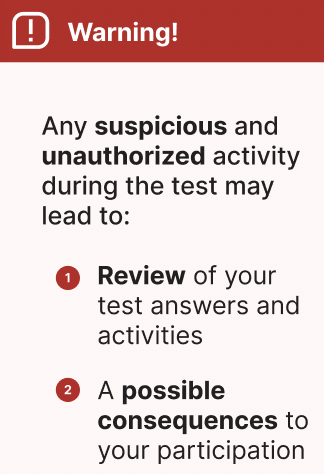 Warning!
Any suspicious and
unauthorized activity
during the test may
lead to:
1 Review of your
test answers and
activities
2 A possible
consequences to
your participation